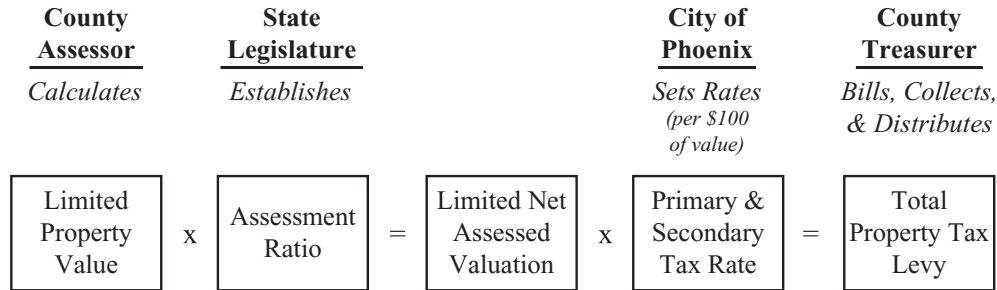 County
Assessor
Calculates
State
Legislature
Establishes
City of
Phoenix
Sets Rates
(per $100
of value)
County
Treasurer
Bills, Collects,
& Distributes
Limited
Property
Value
x
Assessment
Ratio
=
Limited Net
Assessed
Valuation
x
Primary &
Secondary
Tax Rate
=
Total
Property Tax
Levy